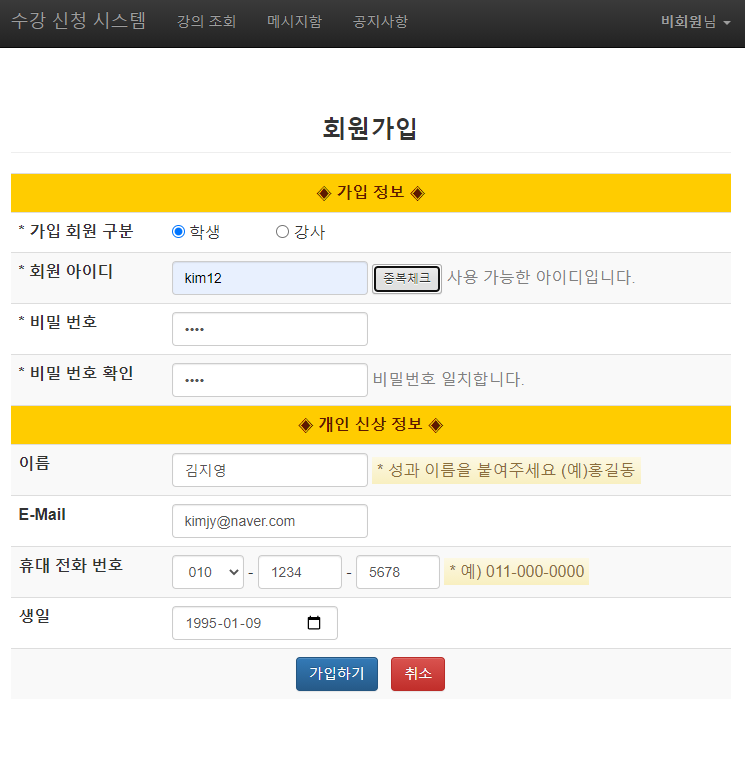 수강 신청 시스템 강의 조회 메시지함 공지사항 비회원님
회원가입
◈ 가입 정보 ◈
* 가입 회원 구분 학생 강사
* 회원 아이디 kim12 중복체크 사용 가능한 아이디입니다.
* 비밀 번호 ••••
* 비밀 번호 확인 •••• 비밀번호 일치합니다.
◈ 개인 신상 정보 ◈
이름 김지영 * 성과 이름을 붙여주세요 (예)홍길동
E-Mail kimjy@naver.com
휴대 전화 번호 010 - 1234 - 5678 * 예) 011-000-0000
생일 1995-01-09
가입하기 취소